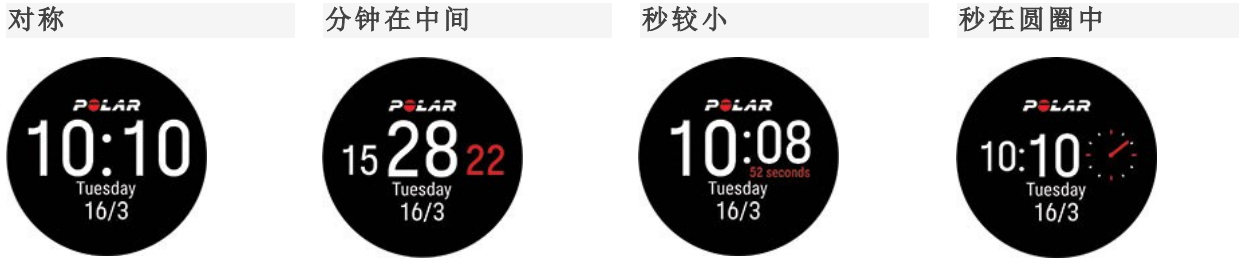 对称
POLAR
10:10
Tuesday
16/3
分钟在中间
POLAR
15 28 22
Tuesday
16/3
秒较小
POLAR
10:08
52 seconds
Tuesday
16/3
秒在圆圈中
POLAR
10:10
Tuesday
16/3